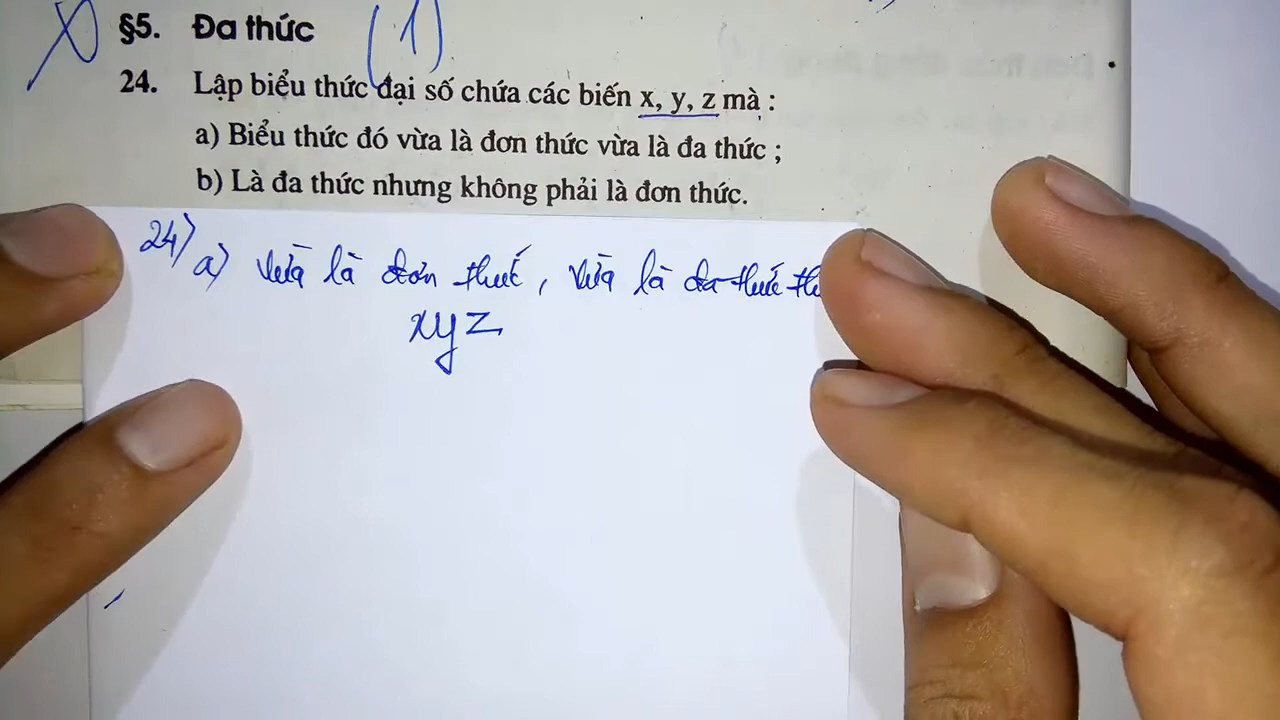 §5. Đa thức (1)
24. Lập biểu thức đại số chứa các biến x, y, z mà :
a) Biểu thức đó vừa là đơn thức vừa là đa thức ;
b) Là đa thức nhưng không phải là đơn thức.
24) a) vừa là đơn thức, vừa là đa thức
xyz